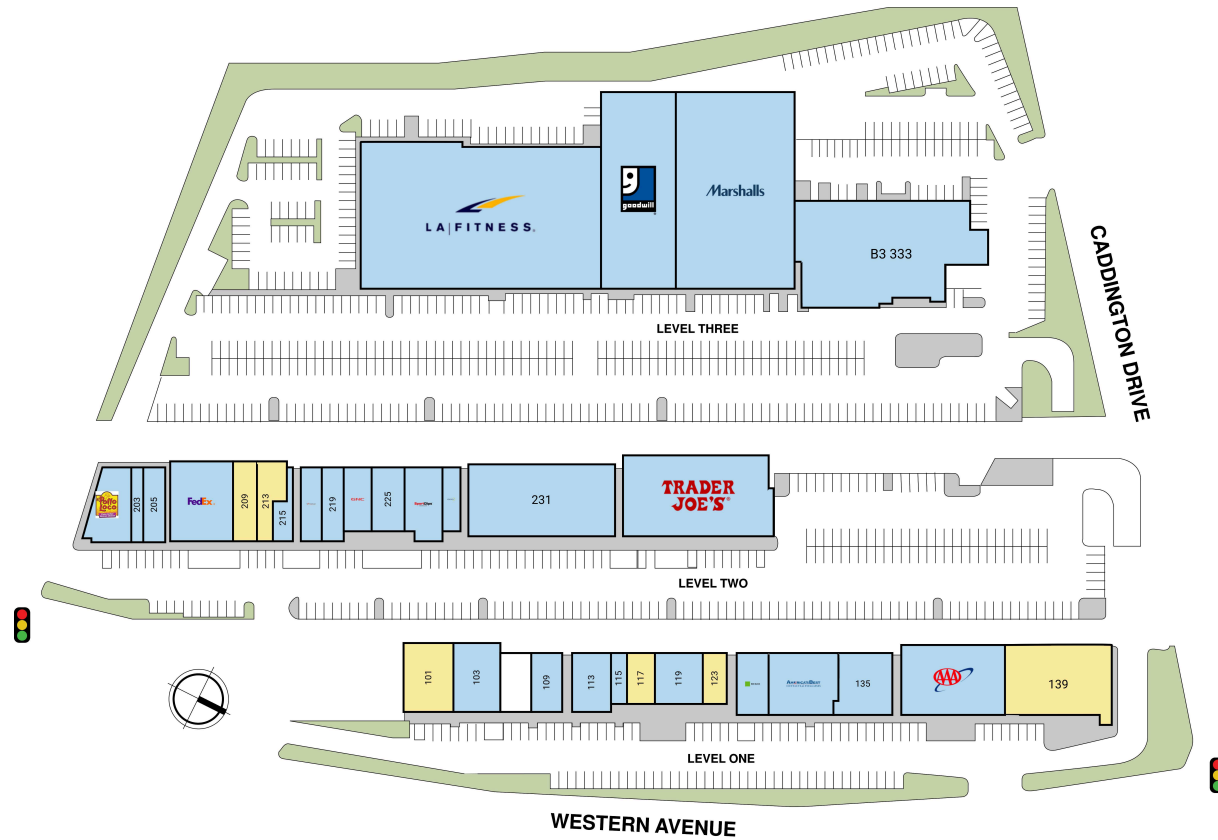 LA|FITNESS.
goodwill
Marshalls
B3 333
CADDINGTON DRIVE
LEVEL THREE
Pollo
Loco
203
205
FedEx
209
213
215
219
225
231
TRADER
JOE'S
LEVEL TWO
101
103
109
113
115
117
119
123
AMERICA'S BEST
135
AAA
139
LEVEL ONE
WESTERN AVENUE